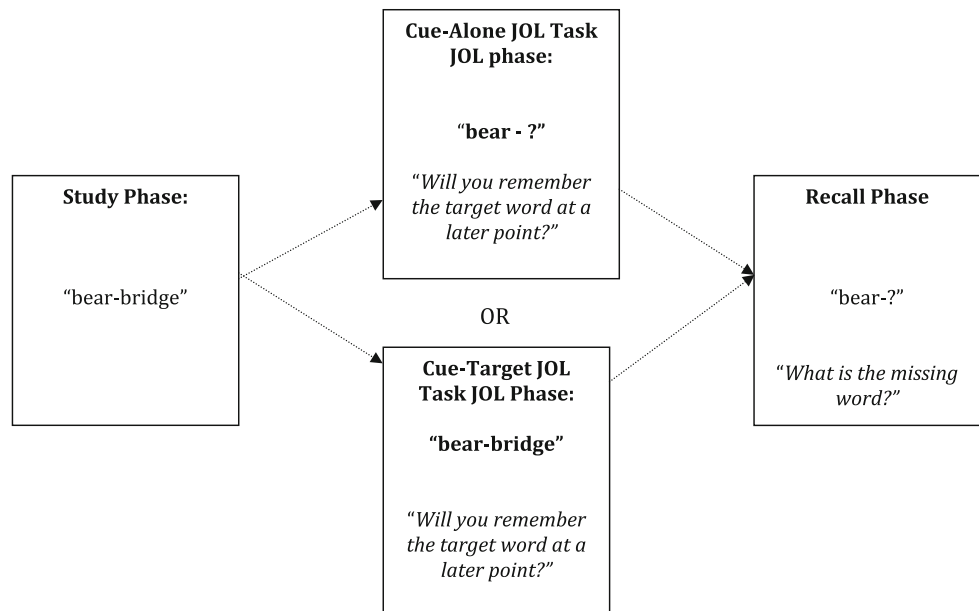 Study Phase:
“bear-bridge”
Cue-Alone JOL Task
JOL phase:
“bear - ?”
“Will you remember
the target word at a
later point?”
OR
Cue-Target JOL
Task JOL Phase:
“bear-bridge”
“Will you remember
the target word at a
later point?”
Recall Phase
“bear-?”
“What is the missing
word?”